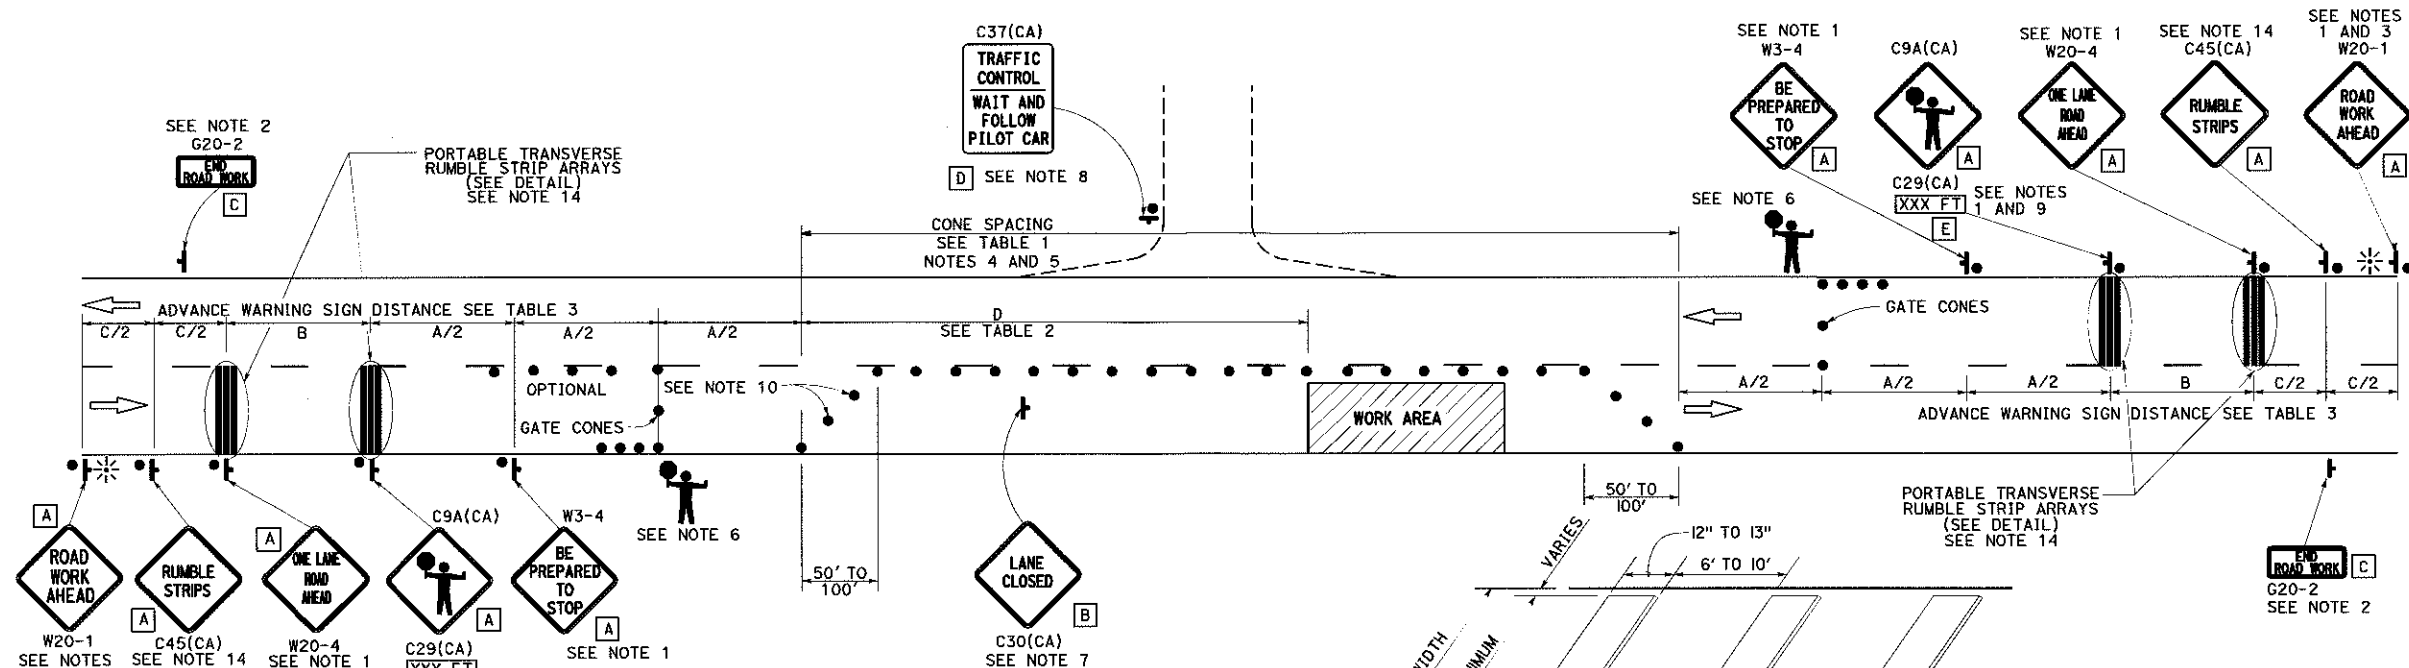 C37(CA)
TRAFFIC
CONTROL
WAIT AND
FOLLOW
PILOT CAR
D SEE NOTE 8
SEE NOTE 1
W3-4
BE
PREPARED
TO
STOP
A
C9A(CA)
A
C29(CA)
XXX FT
SEE NOTES
1 AND 9
E
SEE NOTE 1
W20-4
ONE LANE
ROAD
AHEAD
A
SEE NOTE 14
C45(CA)
RUMBLE
STRIPS
A
SEE NOTES
1 AND 3
W20-1
ROAD
WORK
AHEAD
A
SEE NOTE 2
G20-2
END
ROAD WORK
C
PORTABLE TRANSVERSE
RUMBLE STRIP ARRAYS
(SEE DETAIL)
SEE NOTE 14
CONE SPACING
SEE TABLE 1
NOTES 4 AND 5
SEE NOTE 6
GATE CONES
ADVANCE WARNING SIGN DISTANCE SEE TABLE 3
C/2 C/2 B A/2 A/2 A/2 D
SEE TABLE 2
OPTIONAL
SEE NOTE 10
GATE CONES
WORK AREA
A/2 A/2 A/2 B C/2 C/2
ADVANCE WARNING SIGN DISTANCE SEE TABLE 3
SEE NOTE 6
50' TO
100'
50' TO
100'
PORTABLE TRANSVERSE
RUMBLE STRIP ARRAYS
(SEE DETAIL)
SEE NOTE 14
END
ROAD WORK
C
G20-2
SEE NOTE 2
A
ROAD
WORK
AHEAD
W20-1
SEE NOTES
RUMBLE
STRIPS
A
C45(CA)
SEE NOTE 14
A
ONE LANE
ROAD
AHEAD
W20-4
SEE NOTE 1
C9A(CA)
A
C29(CA)
XXX FT
W3-4
BE
PREPARED
TO
STOP
A
SEE NOTE 1
LANE
CLOSED
B
C30(CA)
SEE NOTE 7
VARIES
12" TO 13"
6' TO 10'